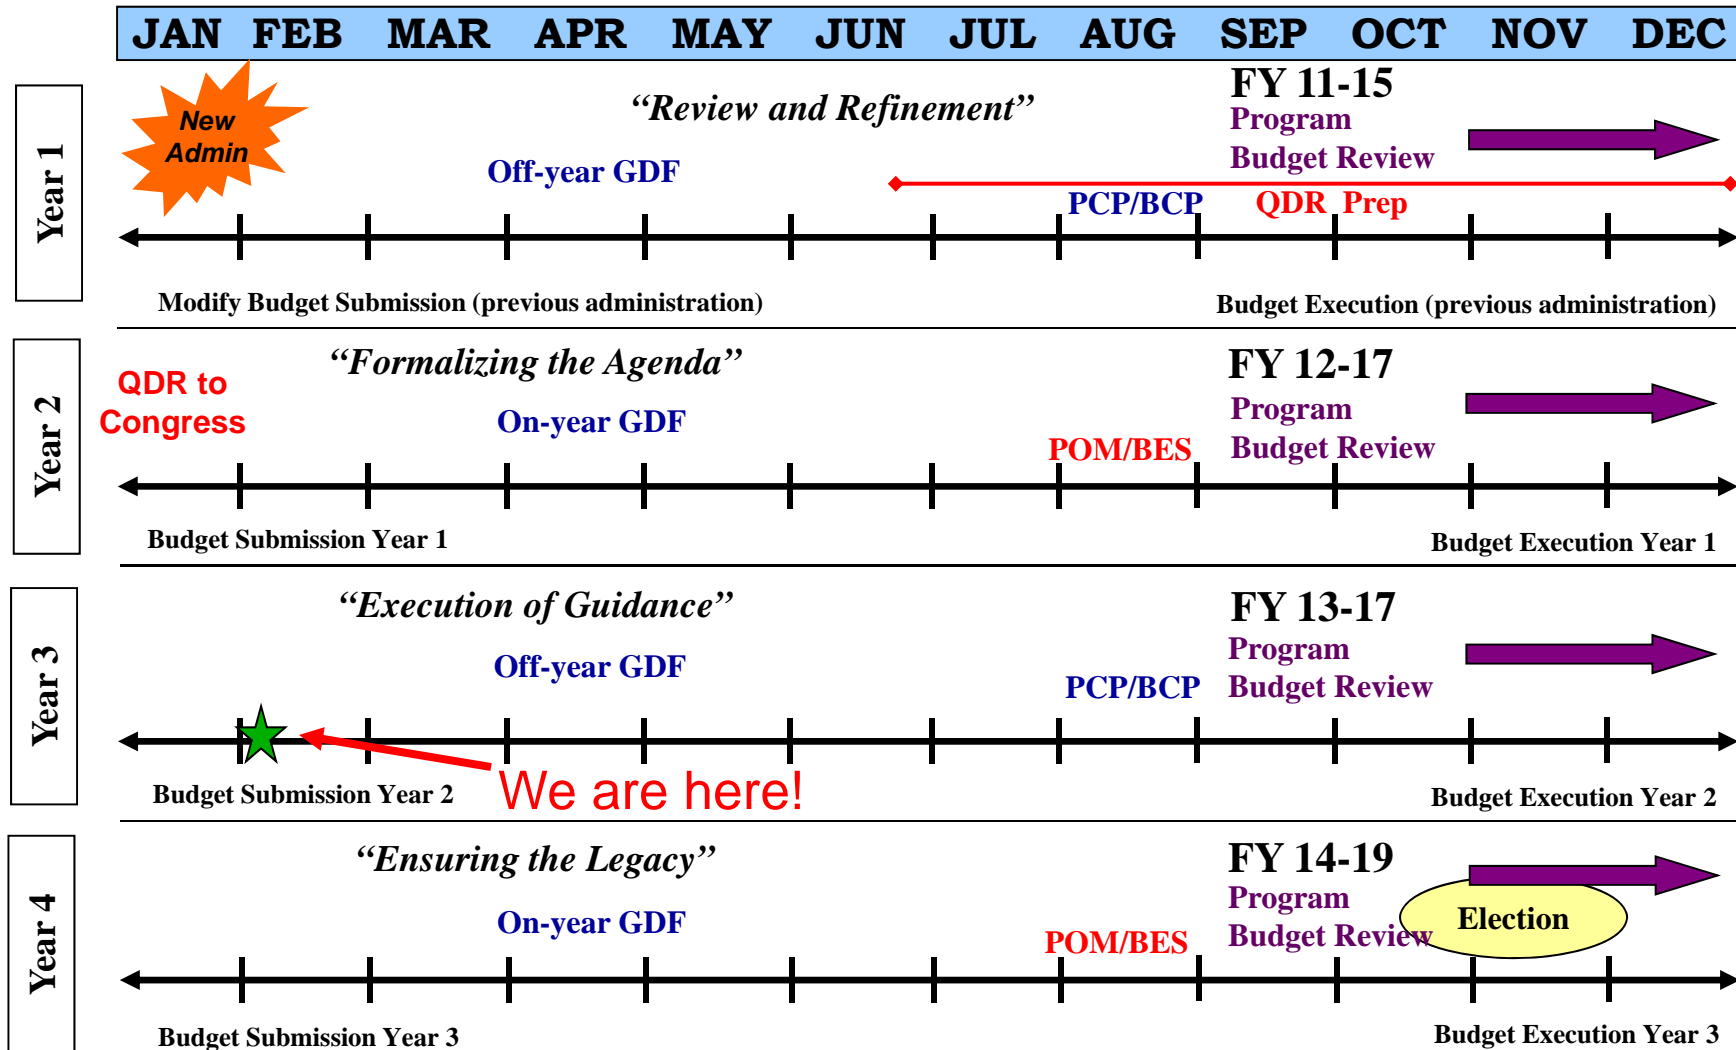 JAN FEB MAR APR MAY JUN JUL AUG SEP OCT NOV DEC
Year 1
New
Admin
“Review and Refinement”
Off-year GDF
FY 11-15
Program
Budget Review
PCP/BCP
QDR Prep
Modify Budget Submission (previous administration)
Budget Execution (previous administration)
Year 2
QDR to
Congress
“Formalizing the Agenda”
On-year GDF
POM/BES
FY 12-17
Program
Budget Review
Budget Submission Year 1
Budget Execution Year 1
Year 3
“Execution of Guidance”
Off-year GDF
PCP/BCP
FY 13-17
Program
Budget Review
Budget Submission Year 2
We are here!
Budget Execution Year 2
Year 4
“Ensuring the Legacy”
On-year GDF
POM/BES
FY 14-19
Program
Budget Review
Election
Budget Submission Year 3
Budget Execution Year 3